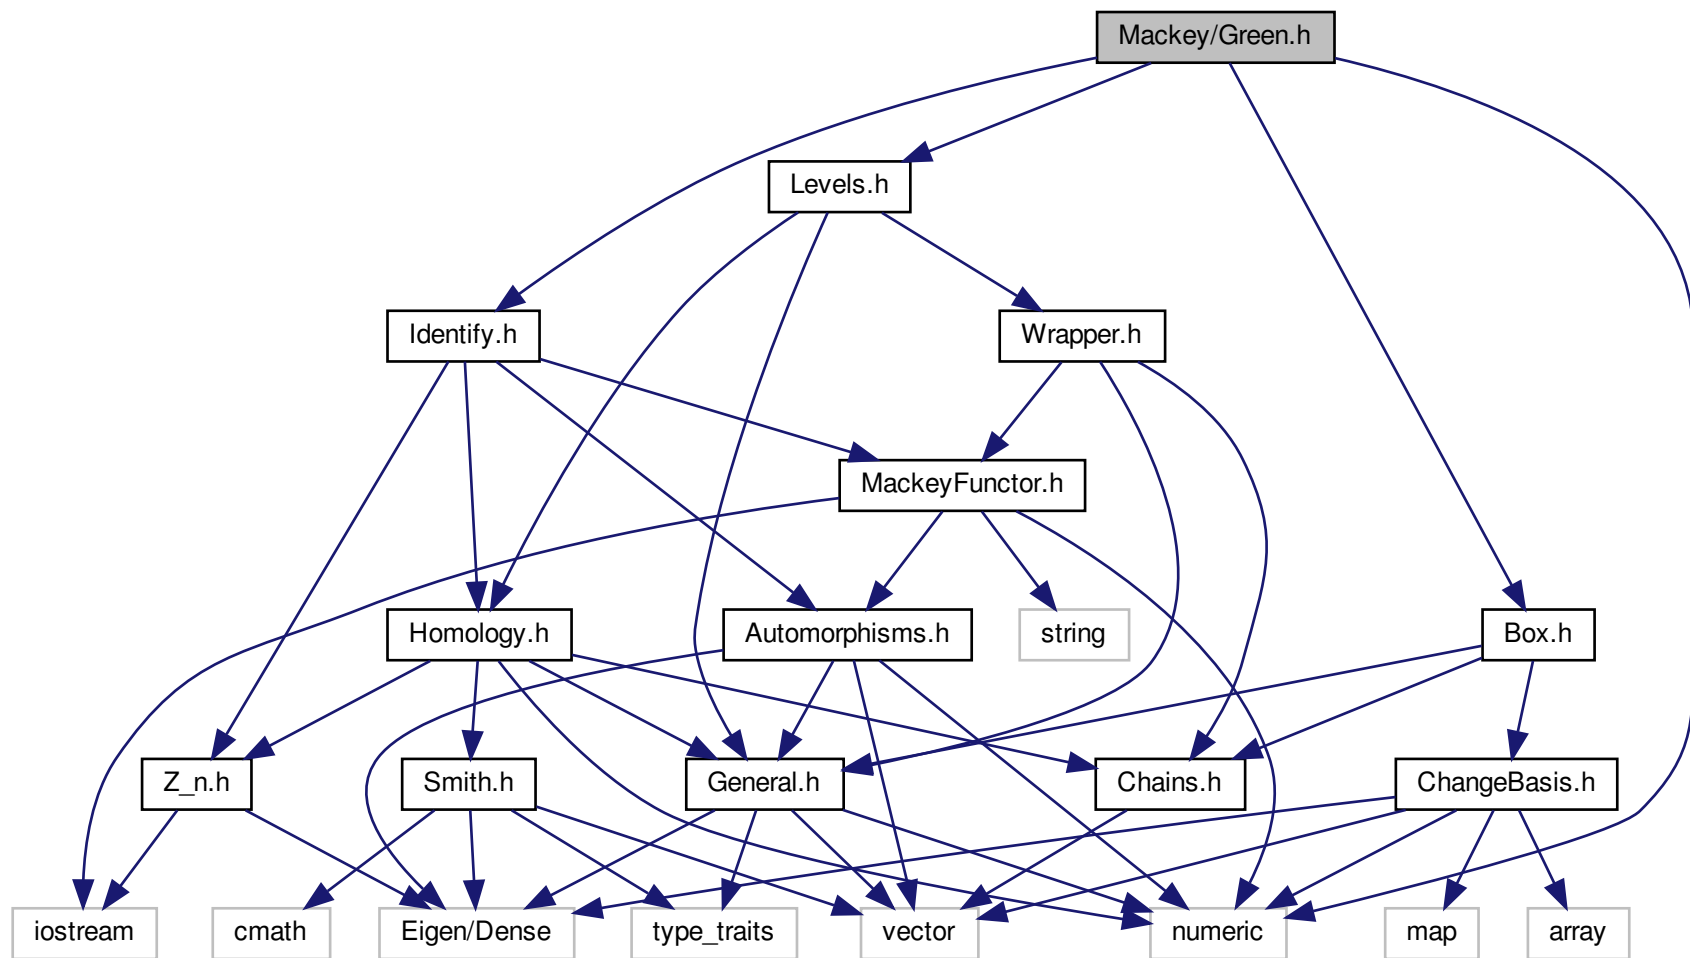 Mackey/Green.h
Levels.h
Identify.h
Wrapper.h
MackeyFunctor.h
Homology.h
Automorphisms.h
string
Box.h
Z_n.h
Smith.h
General.h
Chains.h
ChangeBasis.h
iostream
cmath
Eigen/Dense
type_traits
vector
numeric
map
array